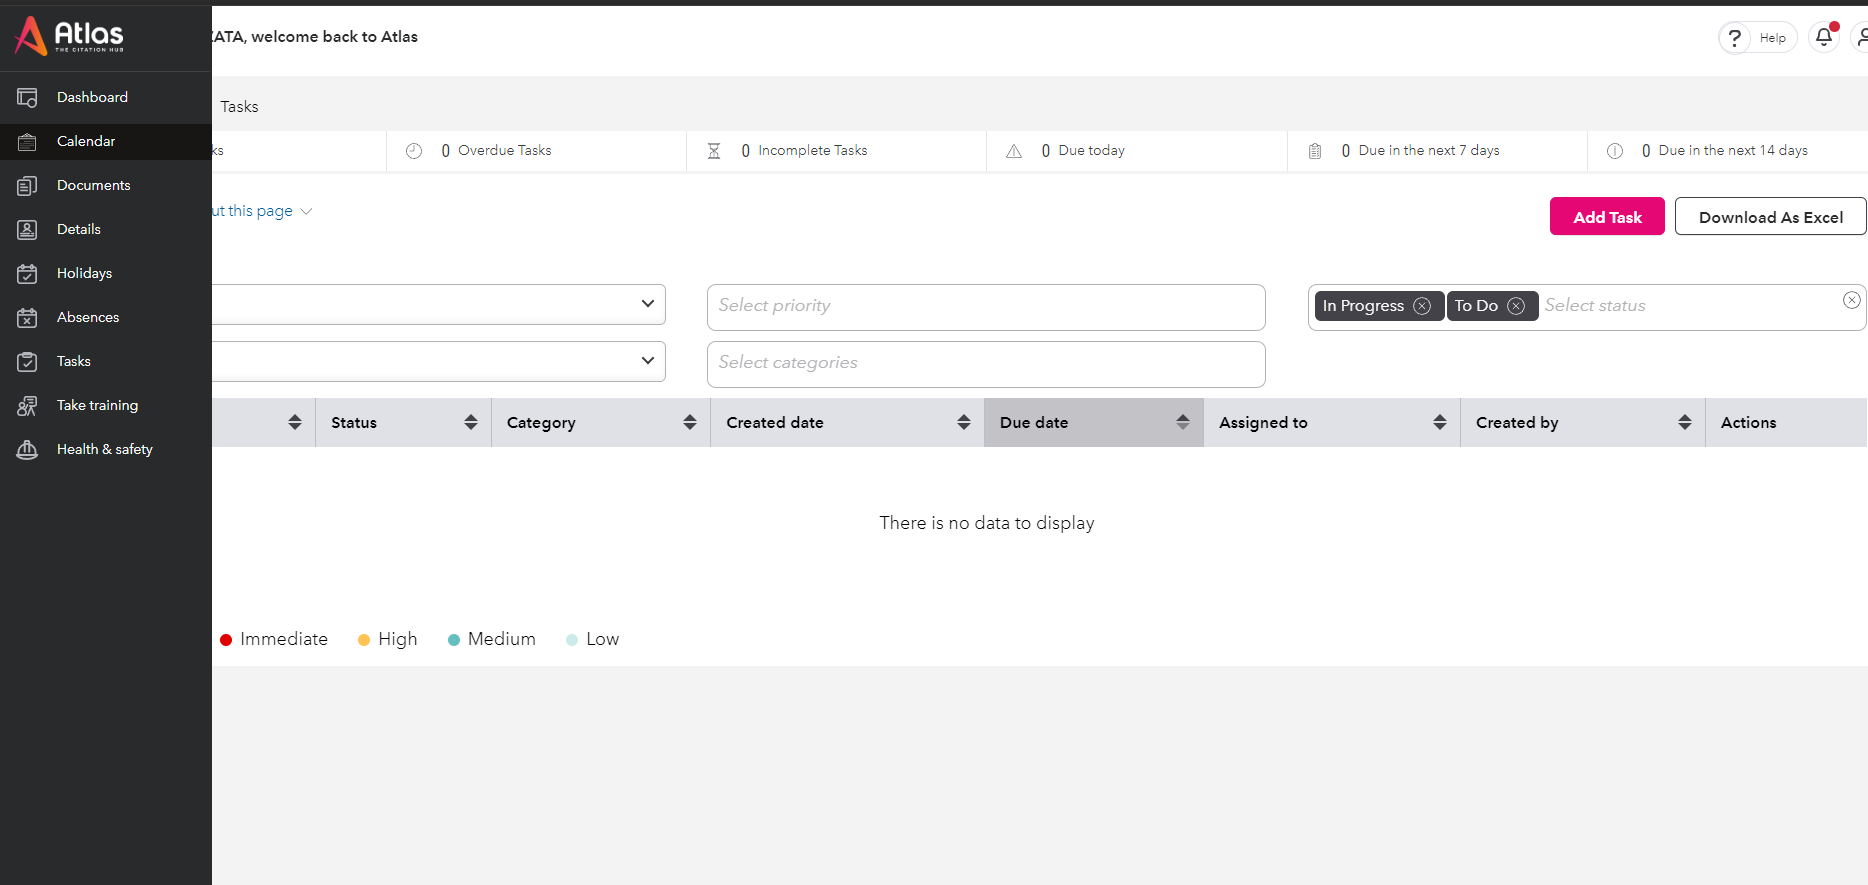 Atlas
THE CITATION HUB
ZATA, welcome back to Atlas
Help
Dashboard
Calendar
Documents
Details
Holidays
Absences
Tasks
Take training
Health & safety
Tasks
ks
0 Overdue Tasks
0 Incomplete Tasks
0 Due today
0 Due in the next 7 days
0 Due in the next 14 days
ut this page
Add Task
Download As Excel
Select priority
In Progress
To Do
Select status
Select categories
Status
Category
Created date
Due date
Assigned to
Created by
Actions
There is no data to display
Immediate
High
Medium
Low